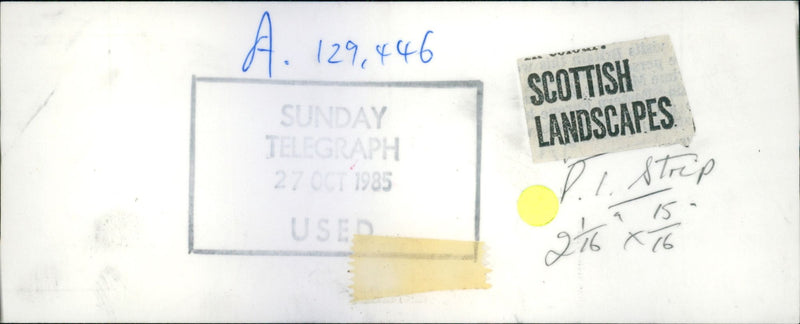 A. 129,446
SUNDAY
TELEGRAPH
27 OCT 1985
USED
SCOTTISH
LANDSCAPES
P.1. Strip
2 1/16" x 15/16"